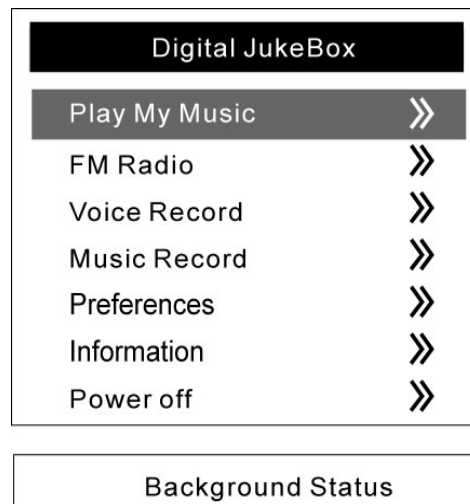 Digital JukeBox
Play My Music
FM Radio
Voice Record
Music Record
Preferences
Information
Power off
Background Status